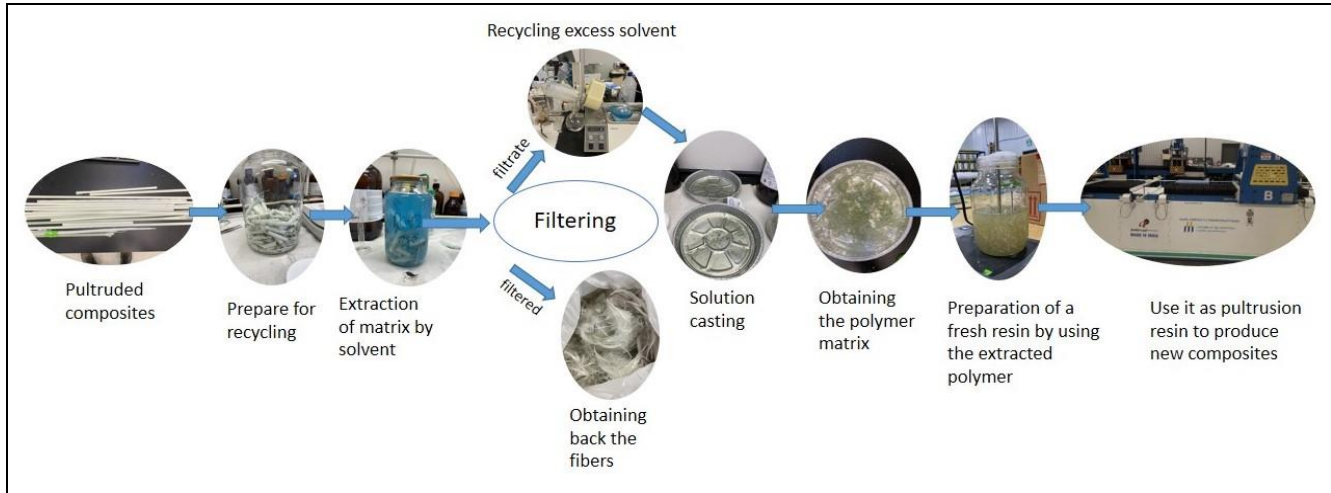 Recycling excess solvent
filtrate
Filtering
filtered
Pultruded
composites
Prepare for
recycling
Extraction
of matrix by
solvent
Obtaining
back the
fibers
Solution
casting
Obtaining
the polymer
matrix
Preparation of a
fresh resin by using
the extracted
polymer
Use it as pultrusion
resin to produce
new composites
B